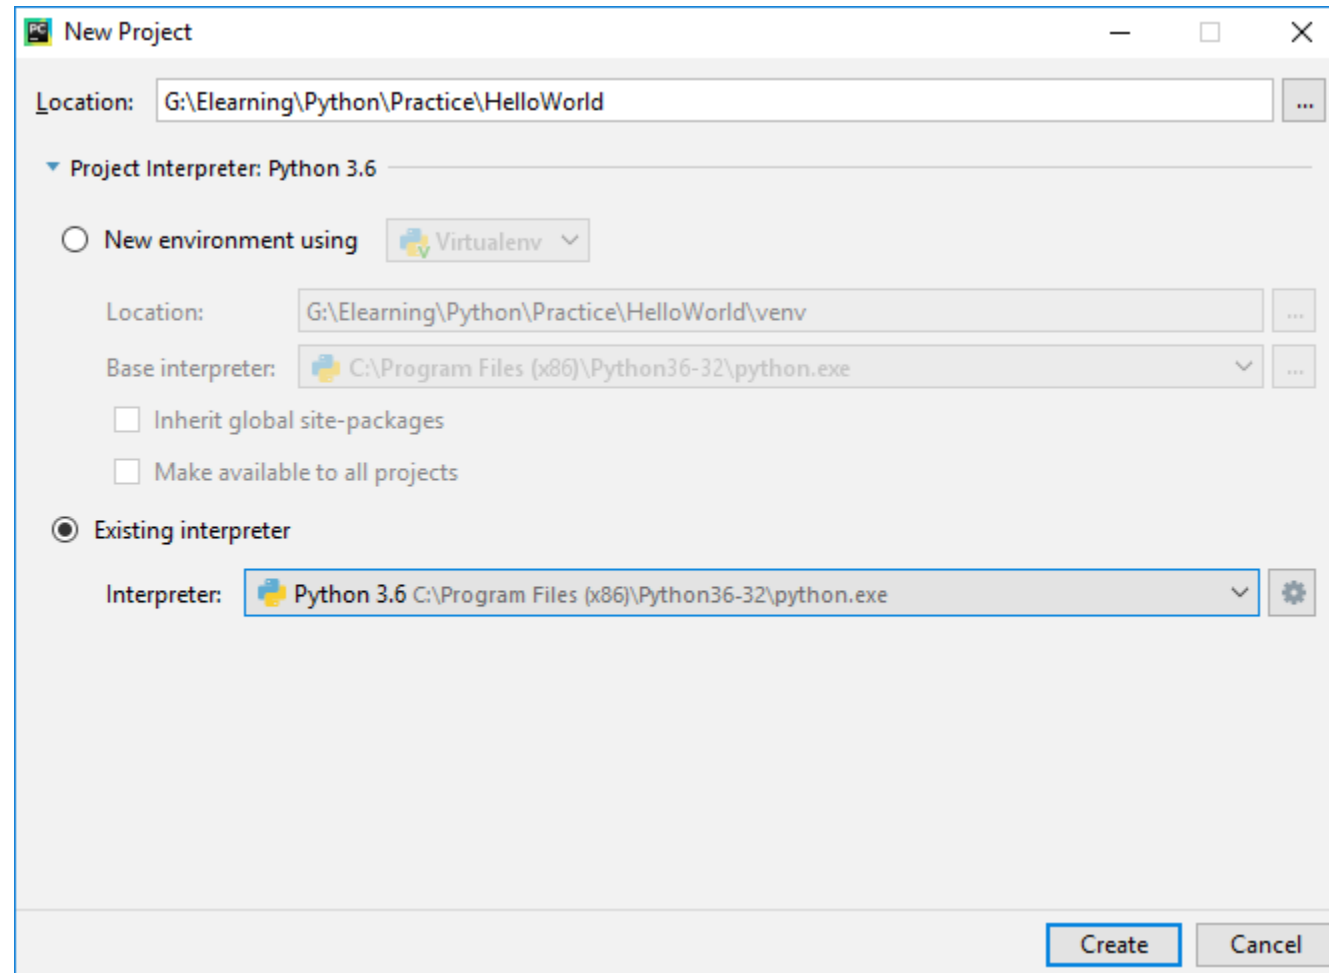 PC New Project
Location: G:\Elearning\Python\Practice\HelloWorld ...
Project Interpreter: Python 3.6
New environment using Virtualenv
Location: G:\Elearning\Python\Practice\HelloWorld\venv ...
Base interpreter: C:\Program Files (x86)\Python36-32\python.exe ...
Inherit global site-packages
Make available to all projects
Existing interpreter
Interpreter: Python 3.6 C:\Program Files (x86)\Python36-32\python.exe
Create Cancel